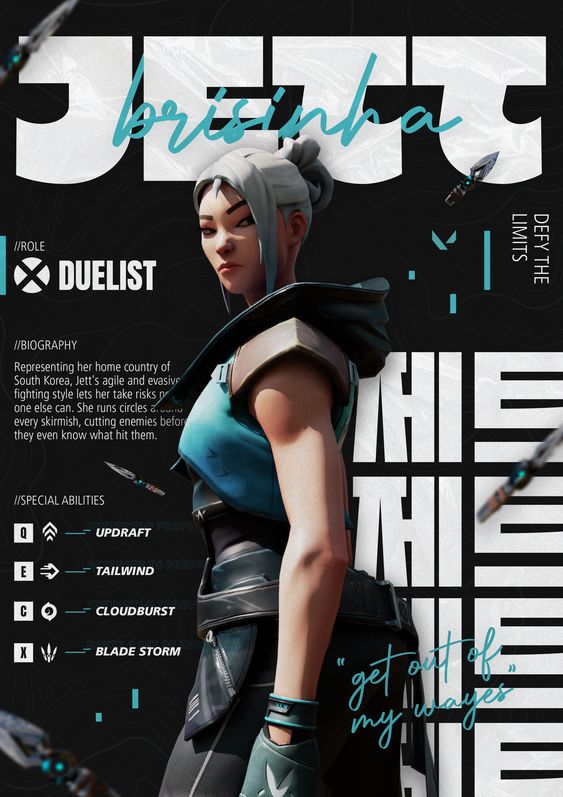 JETT
brisinha
DEFY THE
LIMITS
//ROLE
DUELIST
//BIOGRAPHY
Representing her home country of
South Korea, Jett's agile and evasive
fighting style lets her take risks no
one else can. She runs circles around
every skirmish, cutting enemies before
they even know what hit them.
//SPECIAL ABILITIES
Q UPDRAFT
E TAILWIND
C CLOUDBURST
X BLADE STORM
"get out of
my wayes"